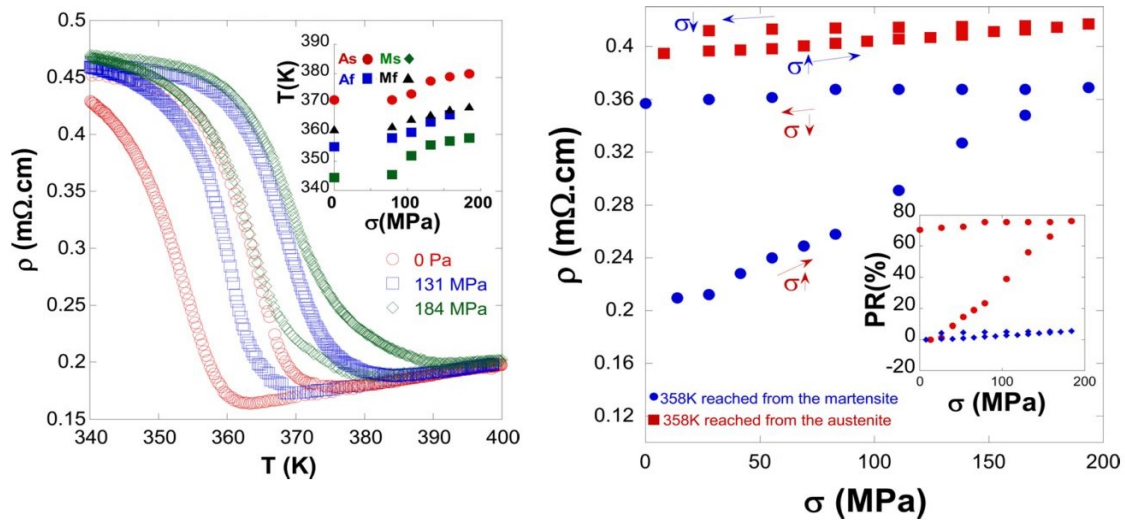 0.5
0.45
0.4
0.35
0.3
0.25
0.2
0.15
ρ (mΩ.cm)
340 350 360 370 380 390 400
T (K)
390
380
370
360
350
340
T(K)
As Ms
Af Mf
0 100 200
σ(MPa)
0 Pa
131 MPa
184 MPa
0.4
0.36
0.32
0.28
0.24
0.2
0.16
0.12
ρ (mΩ.cm)
σ
σ
σ
σ
358K reached from the martensite
358K reached from the austenite
0 50 100 150 200
σ (MPa)
80
60
40
20
0
-20
PR(%)
0 100 200
σ (MPa)